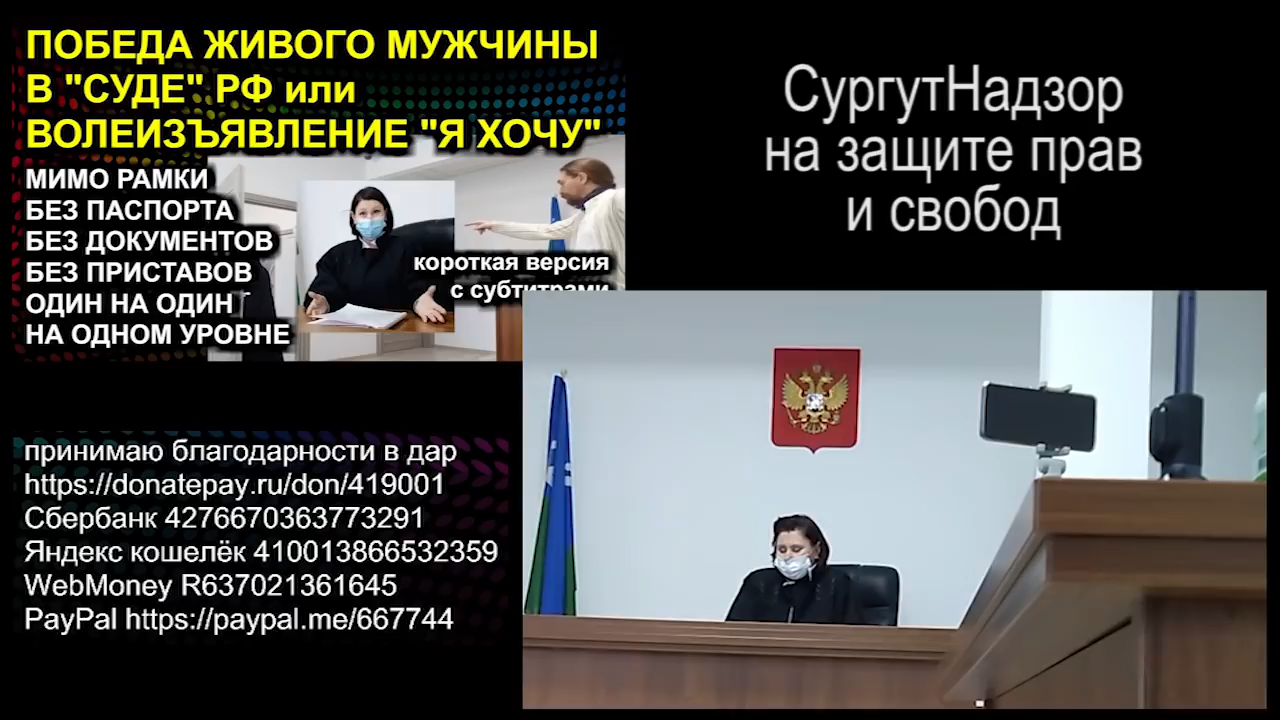 ПОБЕДА ЖИВОГО МУЖЧИНЫ
В "СУДЕ" РФ или
ВОЛЕИЗЪЯВЛЕНИЕ "Я ХОЧУ"
МИМО РАМКИ
БЕЗ ПАСПОРТА
БЕЗ ДОКУМЕНТОВ
БЕЗ ПРИСТАВОВ
ОДИН НА ОДИН
НА ОДНОМ УРОВНЕ
короткая версия
с субтитрами
СургутНадзор
на защите прав
и свобод
принимаю благодарности в дар
https://donatepay.ru/don/419001
Сбербанк 4276670363773291
Яндекс кошелёк 410013866532359
WebMoney R637021361645
PayPal https://paypal.me/667744